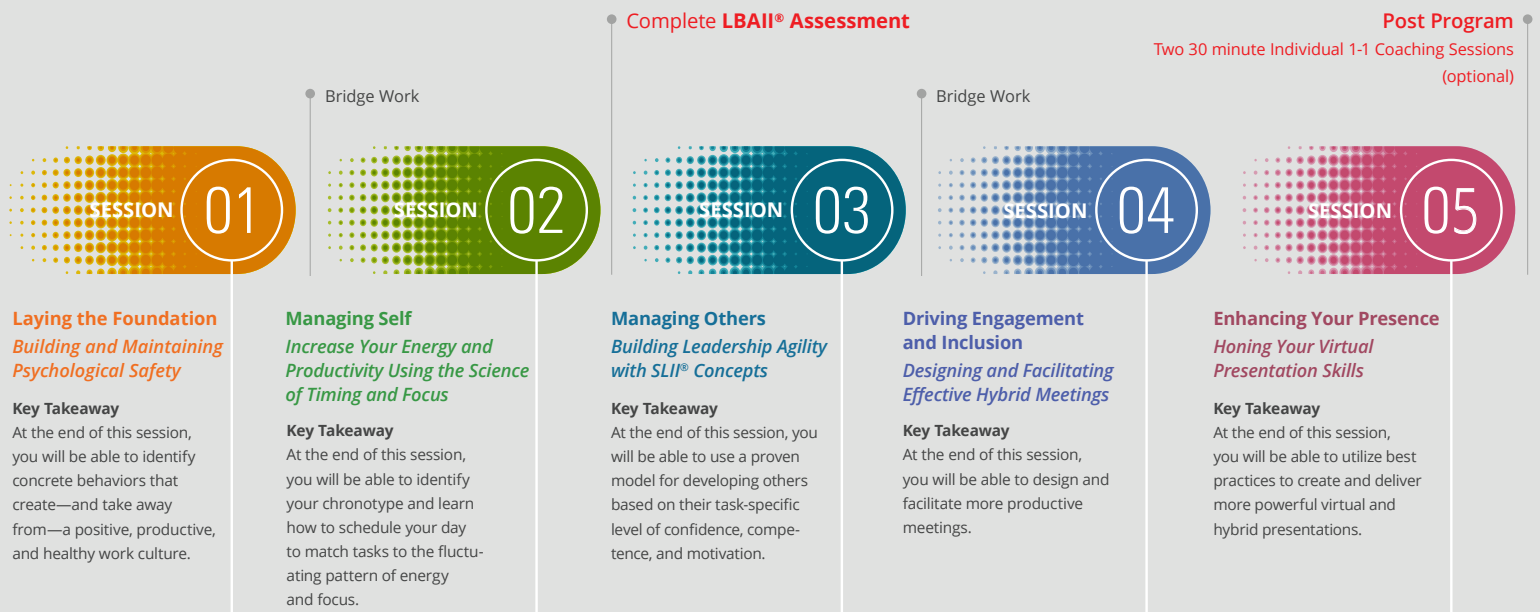 Complete LBAII® Assessment
Post Program
Two 30 minute Individual 1-1 Coaching Sessions
(optional)
Bridge Work
Bridge Work
SESSION 01
SESSION 02
SESSION 03
SESSION 04
SESSION 05
Laying the Foundation
Building and Maintaining
Psychological Safety
Key Takeaway
At the end of this session,
you will be able to identify
concrete behaviors that
create—and take away
from—a positive, productive,
and healthy work culture.
Managing Self
Increase Your Energy and
Productivity Using the Science
of Timing and Focus
Key Takeaway
At the end of this session,
you will be able to identify
your chronotype and learn
how to schedule your day
to match tasks to the fluctu-
ating pattern of energy
and focus.
Managing Others
Building Leadership Agility
with SLII® Concepts
Key Takeaway
At the end of this session, you
will be able to use a proven
model for developing others
based on their task-specific
level of confidence, compe-
tence, and motivation.
Driving Engagement
and Inclusion
Designing and Facilitating
Effective Hybrid Meetings
Key Takeaway
At the end of this session,
you will be able to design and
facilitate more productive
meetings.
Enhancing Your Presence
Honing Your Virtual
Presentation Skills
Key Takeaway
At the end of this session,
you will be able to utilize best
practices to create and deliver
more powerful virtual and
hybrid presentations.